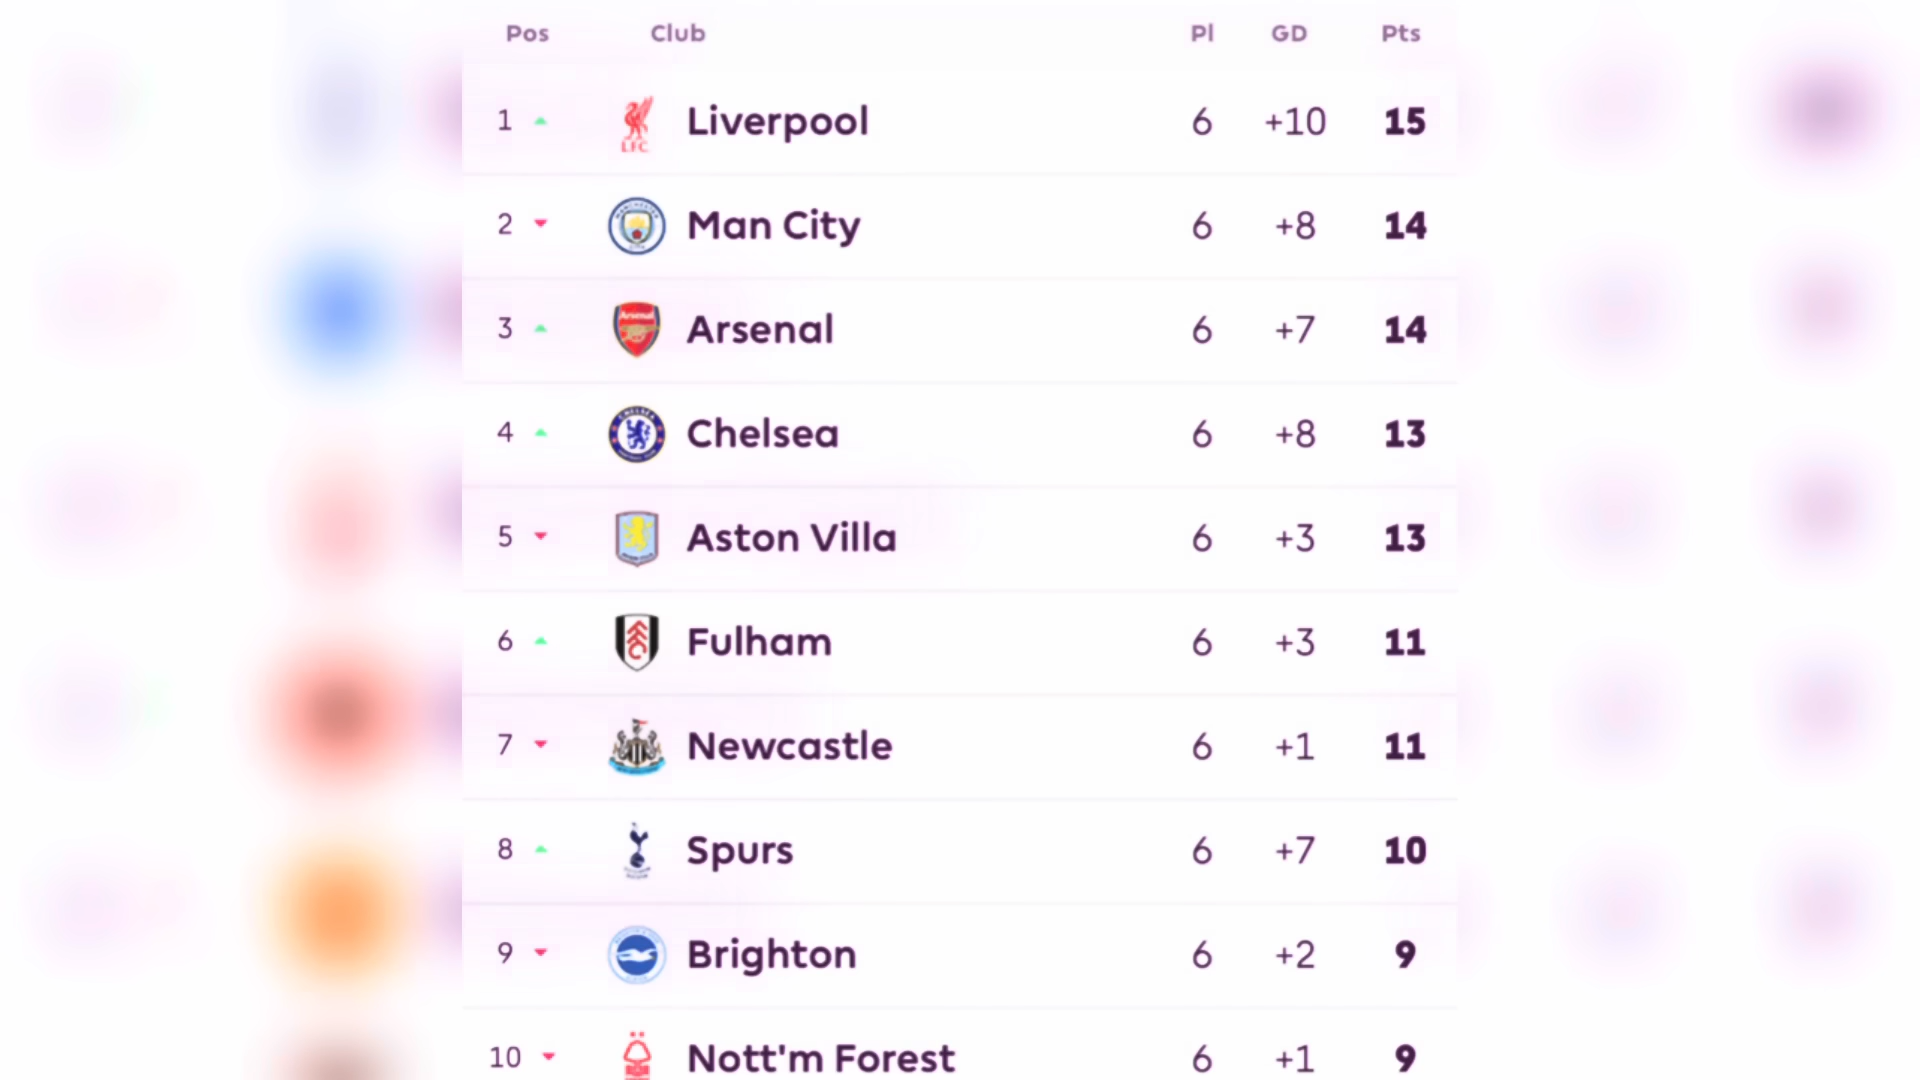 Pos Club Pl GD Pts
1 Liverpool 6 +10 15
LFC
2 Man City 6 +8 14
3 Arsenal 6 +7 14
Arsenal
4 Chelsea 6 +8 13
5 Aston Villa 6 +3 13
6 Fulham 6 +3 11
7 Newcastle 6 +1 11
8 Spurs 6 +7 10
9 Brighton 6 +2 9
10 Nott'm Forest 6 +1 9